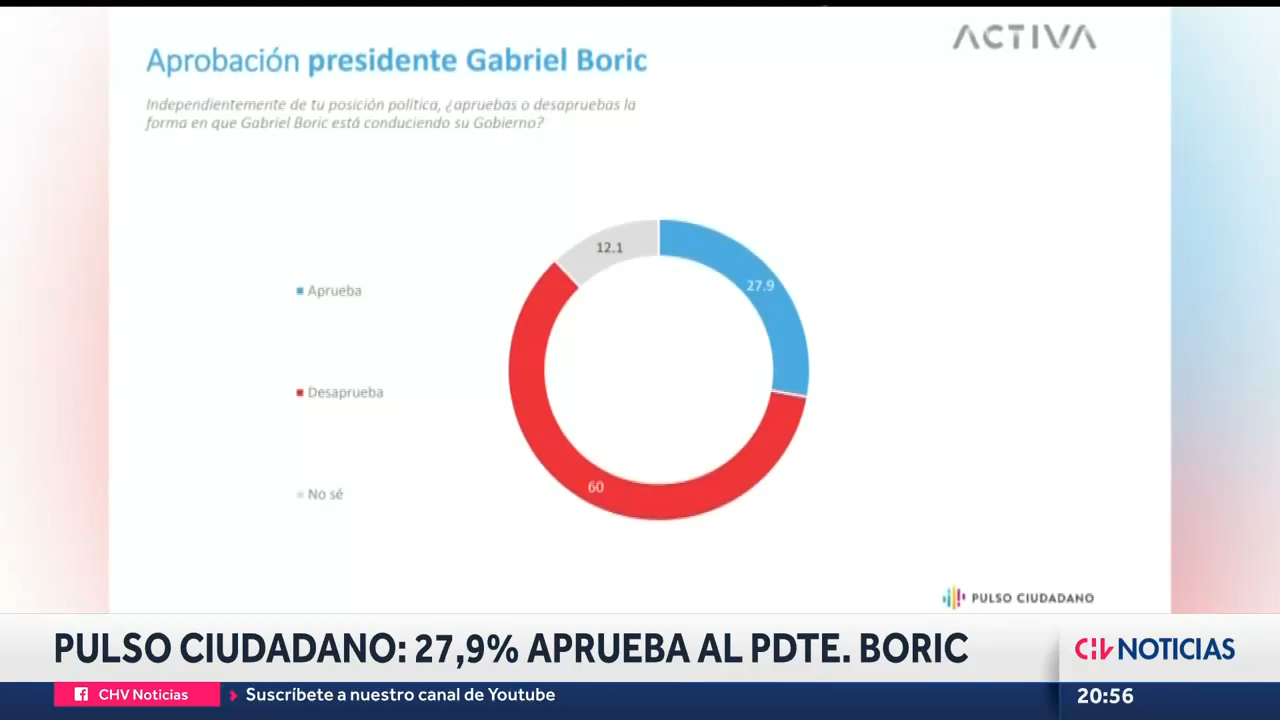 ACTIVA
Aprobación presidente Gabriel Boric
Independientemente de tu posición política, ¿apruebas o desapruebas la
forma en que Gabriel Boric está conduciendo su Gobierno?
12.1
27.9
Aprueba
Desaprueba
60
No sé
PULSO CIUDADANO
PULSO CIUDADANO: 27,9% APRUEBA AL PDTE. BORIC
CHV NOTICIAS
CHV Noticias
Suscríbete a nuestro canal de Youtube
20:56